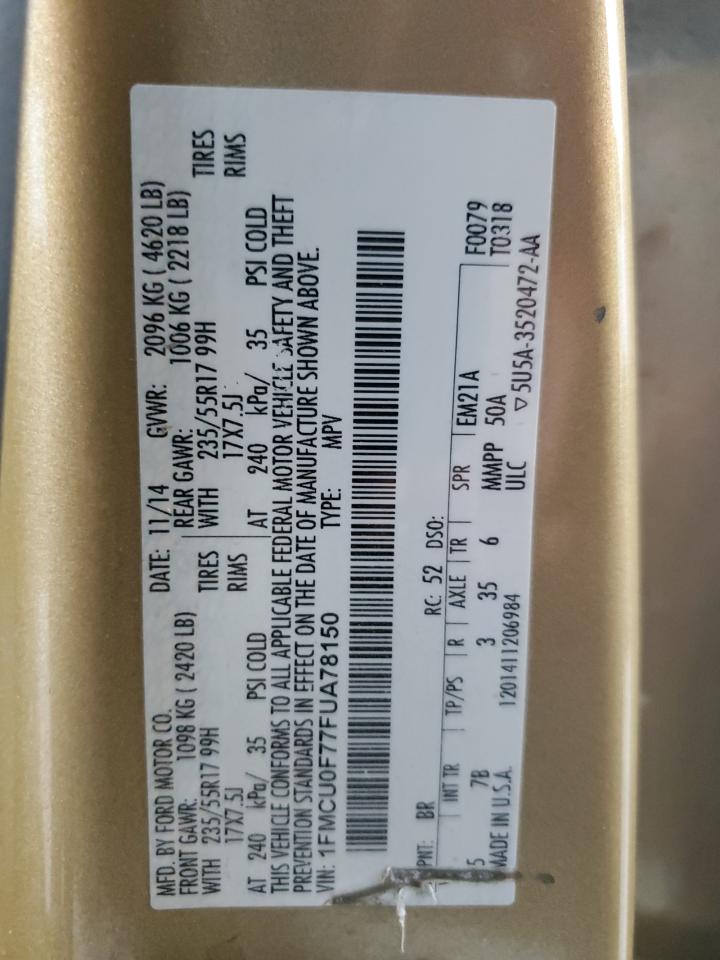 MFD. BY FORD MOTOR CO.
DATE: 11/14 GVWR: 2096 KG ( 4620 LB)
FRONT GAWR: 1098 KG ( 2420 LB) REAR GAWR: 1006 KG ( 2218 LB)
WITH 235/55R17 99H TIRES WITH 235/55R17 99H TIRES
17X7.5J RIMS 17X7.5J RIMS
AT 240 kPa/ 35 PSI COLD AT 240 kPa/ 35 PSI COLD
THIS VEHICLE CONFORMS TO ALL APPLICABLE FEDERAL MOTOR VEHICLE SAFETY AND THEFT
PREVENTION STANDARDS IN EFFECT ON THE DATE OF MANUFACTURE SHOWN ABOVE.
VIN: 1FMCU0F77FUA78150 TYPE: MPV
PNT: BR RC: 52 DSO: F0079
INT TR TP/PS R AXLE TR SPR EM21A T0318
5 7B 3 35 6 MMPP 50A
ULC
MADE IN U.S.A. 1201411206984 ▽ 5U5A-3520472-AA